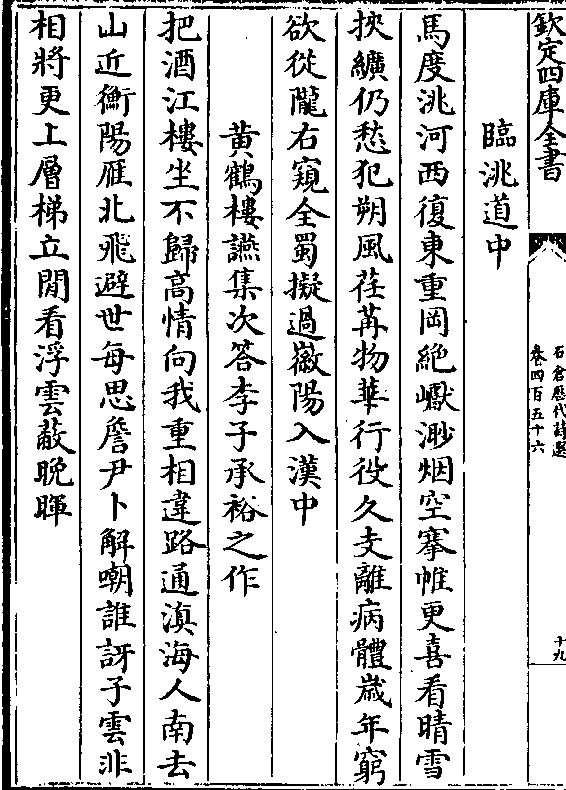 欽定四庫全書
石倉歷代詩選
卷四百五十六
十九
臨洮道中
馬度洮河西復東重岡絶巘渺烟空搴帷更喜看晴雪
挾纊仍愁犯朔風荏苒物華行役久支離病體嵗年窮
欲從隴右窺全蜀擬過徽陽入漢中
黄鶴樓讌集次答李子承裕之作
把酒江樓坐不歸高情向我重相違路通滇海人南去
山近衡陽雁北飛避世每思詹尹卜解嘲誰訝子雲非
相將更上層梯立閒看浮雲蔽晚暉